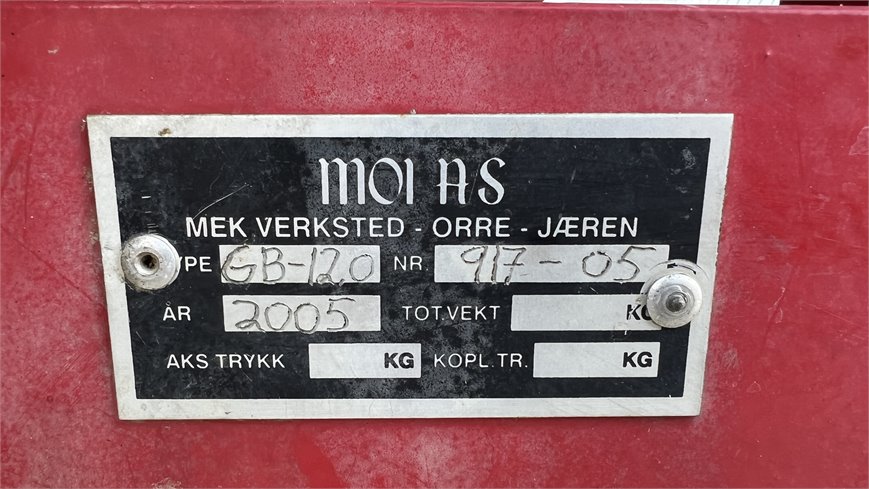 MOI AS
MEK VERKSTED - ORRE - JÆREN
YPE GB-120 NR. 917-05
ÅR 2005 TOT.VEKT KG
AKS TRYKK KG KOPL.TR. KG